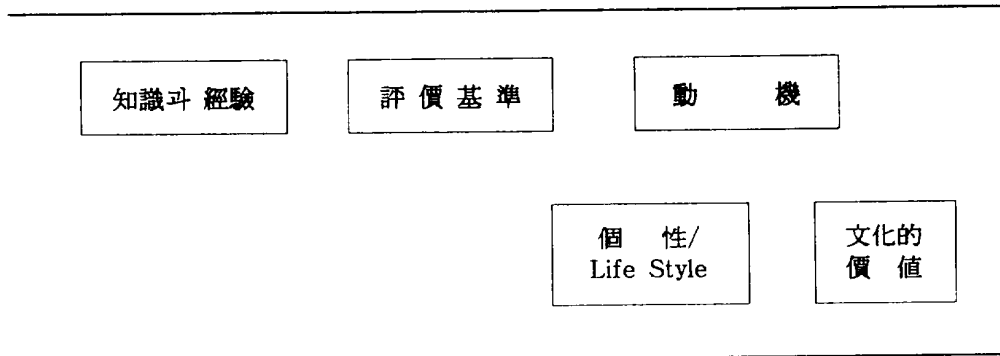 知識과 經驗
評價基準
動 機
個 性/
Life Style
文化的
價 値